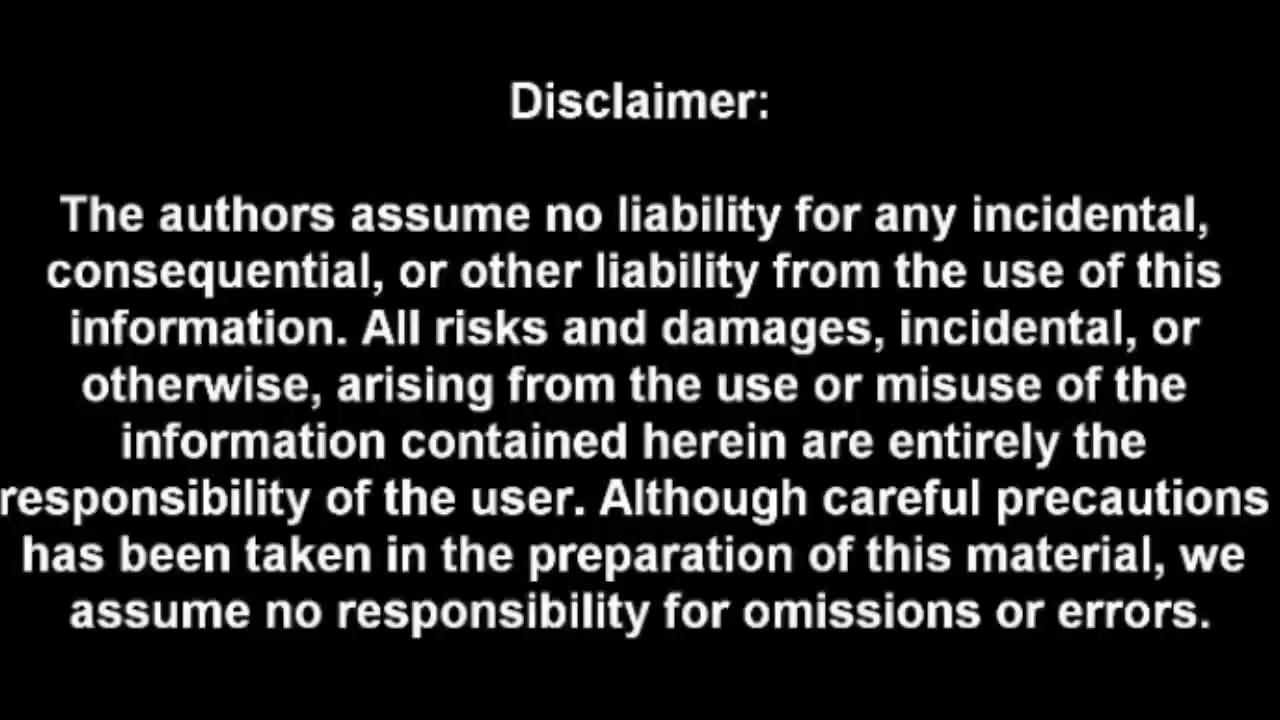 Disclaimer:
The authors assume no liability for any incidental,
consequential, or other liability from the use of this
information. All risks and damages, incidental, or
otherwise, arising from the use or misuse of the
information contained herein are entirely the
responsibility of the user. Although careful precautions
has been taken in the preparation of this material, we
assume no responsibility for omissions or errors.